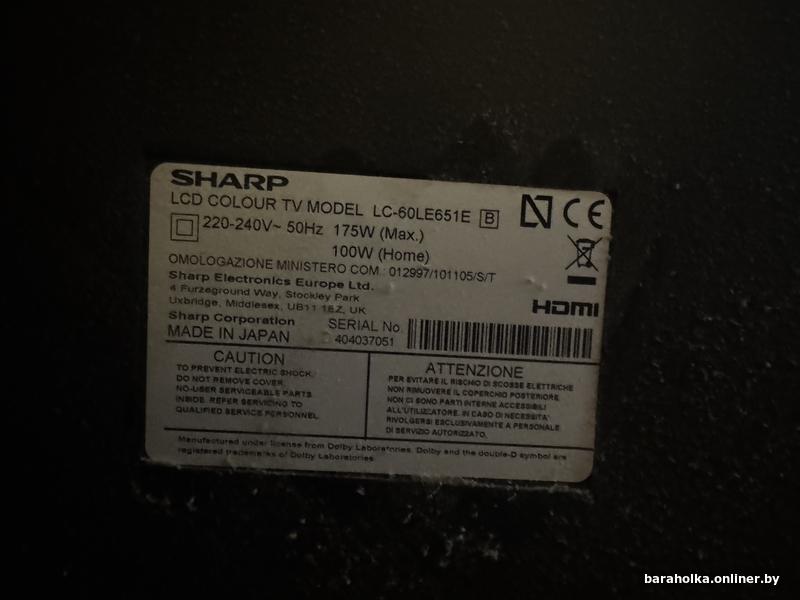 SHARP
LCD COLOUR TV MODEL LC-60LE651E B
220-240V~ 50Hz 175W (Max.)
100W (Home)
OMOLOGAZIONE MINISTERO COM.: 012997/101105/S/T
Sharp Electronics Europe Ltd.
4 Furzeground Way, Stockley Park
Uxbridge, Middlesex, UB11 1EZ, UK
HDMI
Sharp Corporation
MADE IN JAPAN
SERIAL No.
404037051
CE
CAUTION
TO PREVENT ELECTRIC SHOCK,
DO NOT REMOVE COVER.
NO-USER SERVICEABLE PARTS
INSIDE. REFER SERVICING TO
QUALIFIED SERVICE PERSONNEL.
ATTENZIONE
PER EVITARE IL RISCHIO DI SCOSSE ELETTRICHE
NON RIMUOVERE IL COPERCHIO POSTERIORE.
NON CI SONO PARTI INTERNE ACCESSIBILI
ALL'UTILIZZATORE. IN CASO DI NECESSITA'
RIVOLGERSI ESCLUSIVAMENTE A PERSONALE
DI SERVIZIO AUTORIZZATO.
Manufactured under license from Dolby Laboratories. Dolby and the double-D symbol are
registered trademarks of Dolby Laboratories.
baraholka.onliner.by